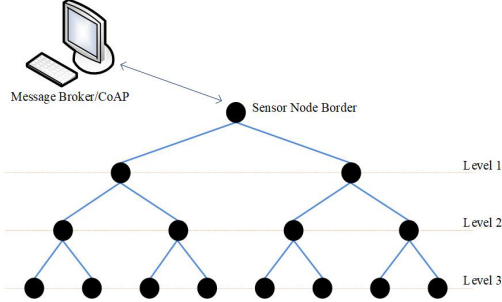 Message Broker/CoAP
Sensor Node Border
Level 1
Level 2
Level 3